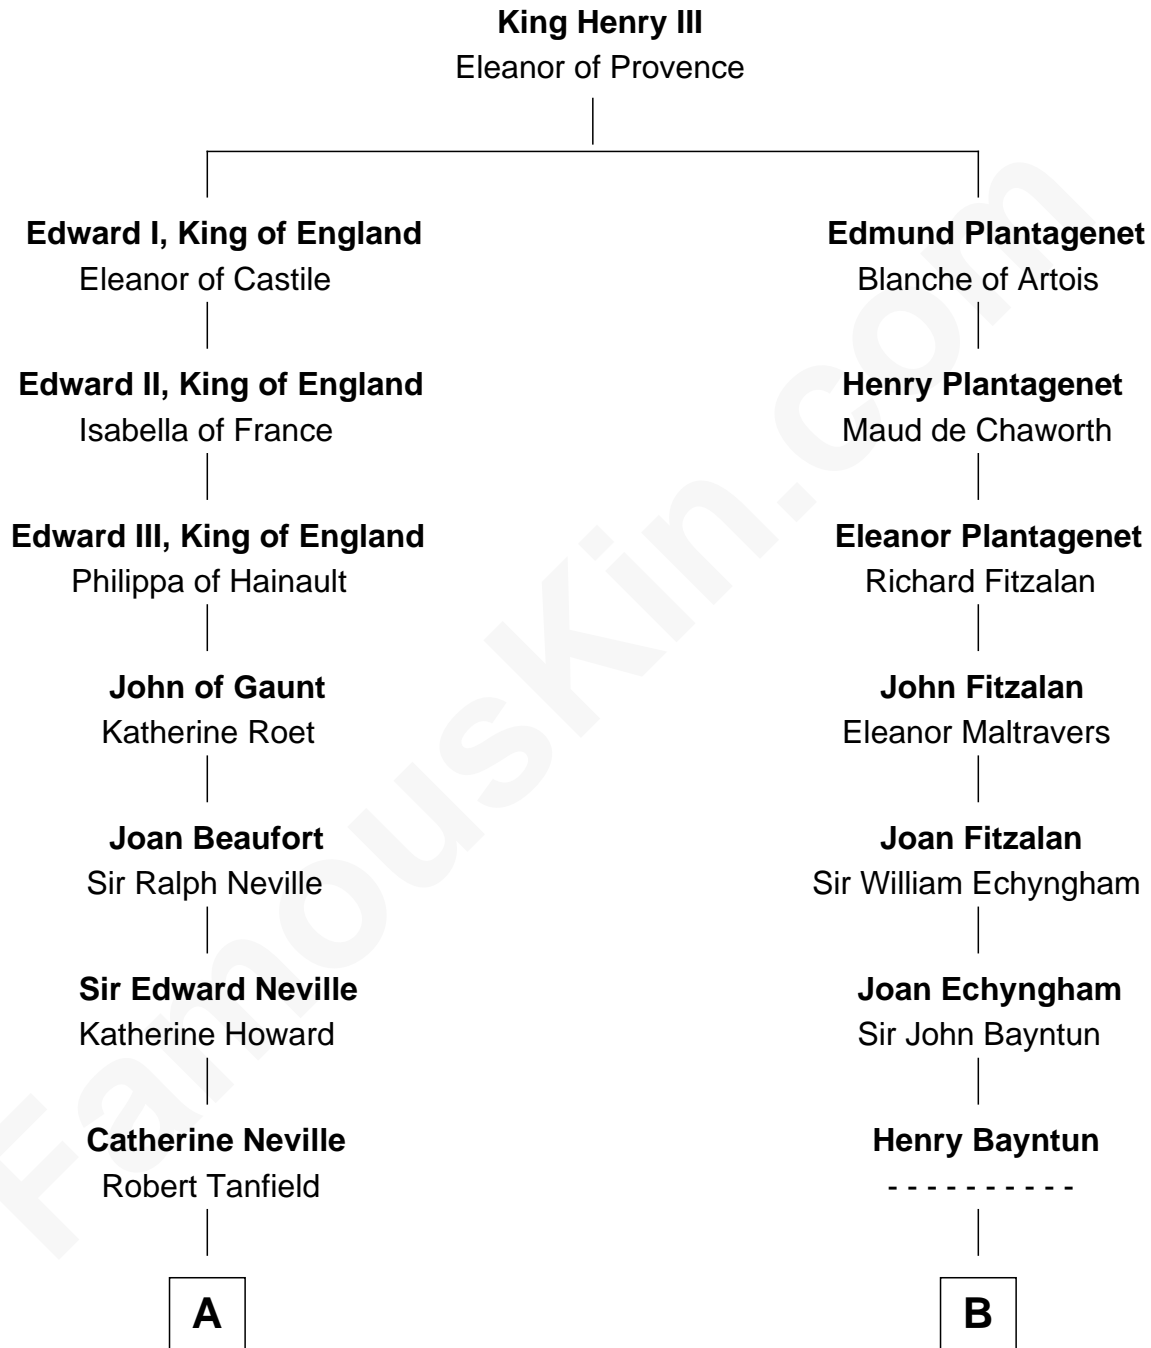 King Henry III
Eleanor of Provence
Edward I, King of England
Eleanor of Castile
Edmund Plantagenet
Blanche of Artois
Edward II, King of England
Isabella of France
Henry Plantagenet
Maud de Chaworth
Edward III, King of England
Philippa of Hainault
Eleanor Plantagenet
Richard Fitzalan
John of Gaunt
Katherine Roet
John Fitzalan
Eleanor Maltravers
Joan Beaufort
Sir Ralph Neville
Joan Fitzalan
Sir William Echyngham
Sir Edward Neville
Katherine Howard
Joan Echyngham
Sir John Bayntun
Catherine Neville
Robert Tanfield
Henry Bayntun
- - - - - - - - - -
A
B
FamousKin.com